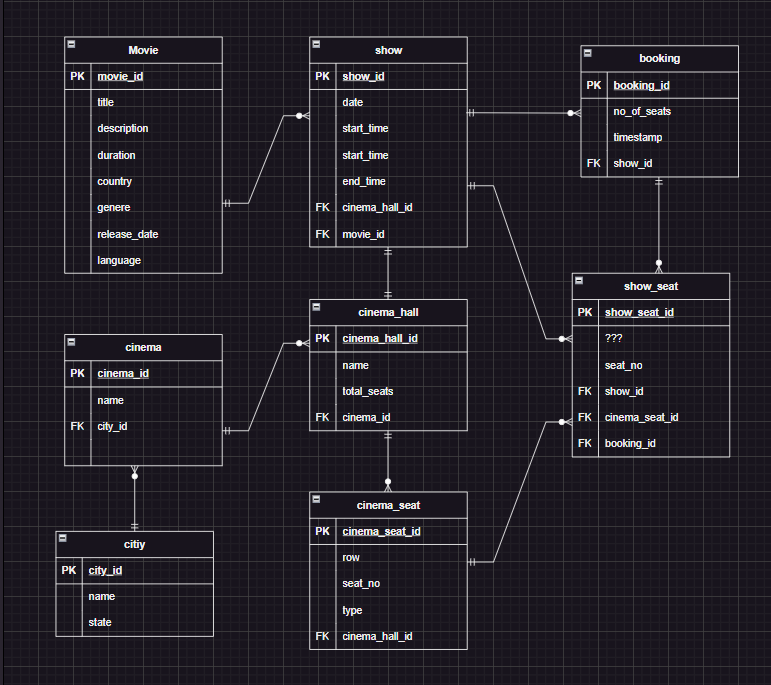 Movie
PK movie_id
title
description
duration
country
genere
release_date
language
show
PK show_id
date
start_time
start_time
end_time
FK cinema_hall_id
FK movie_id
booking
PK booking_id
no_of_seats
timestamp
FK show_id
cinema
PK cinema_id
name
FK city_id
cinema_hall
PK cinema_hall_id
name
total_seats
FK cinema_id
show_seat
PK show_seat_id
???
seat_no
FK show_id
FK cinema_seat_id
FK booking_id
citiy
PK city_id
name
state
cinema_seat
PK cinema_seat_id
row
seat_no
type
FK cinema_hall_id